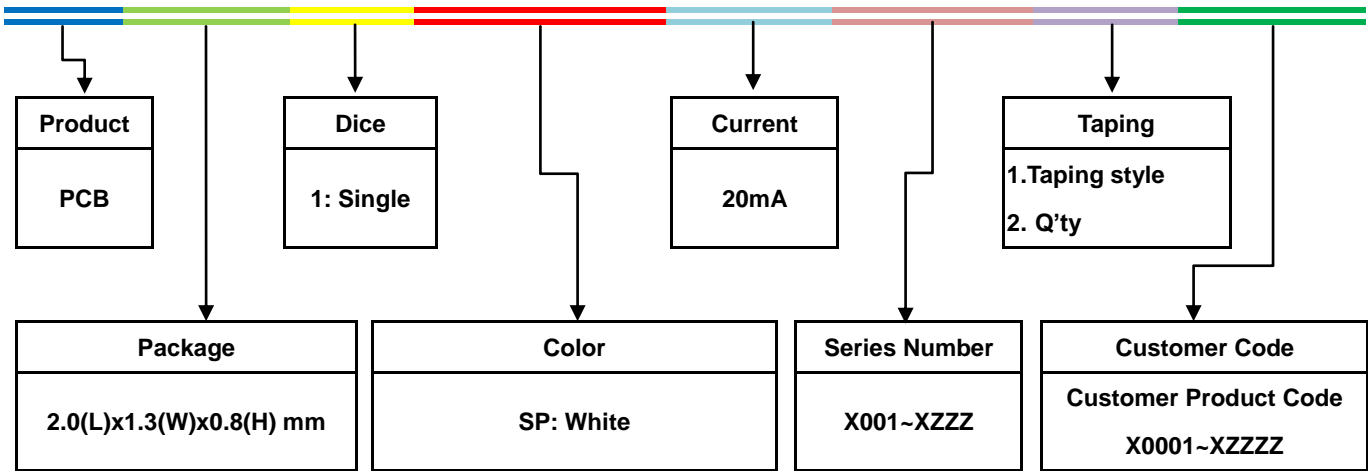 Product
PCB
Dice
1: Single
Current
20mA
Taping
1.Taping style
2. Q’ty
Package
2.0(L)x1.3(W)x0.8(H) mm
Color
SP: White
Series Number
X001~XZZZ
Customer Code
Customer Product Code
X0001~XZZZZ